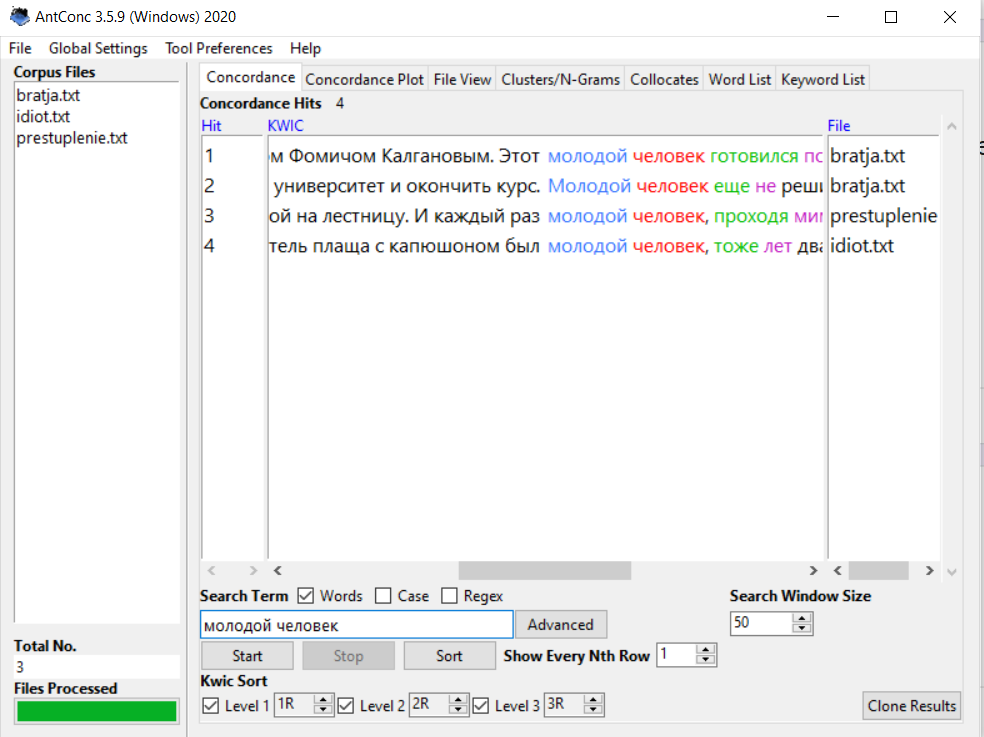 AntConc 3.5.9 (Windows) 2020
File Global Settings Tool Preferences Help
Corpus Files
bratja.txt
idiot.txt
prestuplenie.txt
Total No.
3
Files Processed
Concordance Concordance Plot File View Clusters/N-Grams Collocates Word List Keyword List
Concordance Hits 4
Hit KWIC File
1 ом Фомичом Калгановым. Этот молодой человек готовился по bratja.txt
2 университет и окончить курс. Молодой человек еще не реши bratja.txt
3 ой на лестницу. И каждый раз молодой человек, проходя ми prestuplenie
4 тель плаща с капюшоном был молодой человек, тоже лет два idiot.txt
Search Term Words Case Regex Search Window Size
молодой человек Advanced 50
Start Stop Sort Show Every Nth Row 1
Kwic Sort
Level 1 1R Level 2 2R Level 3 3R Clone Results